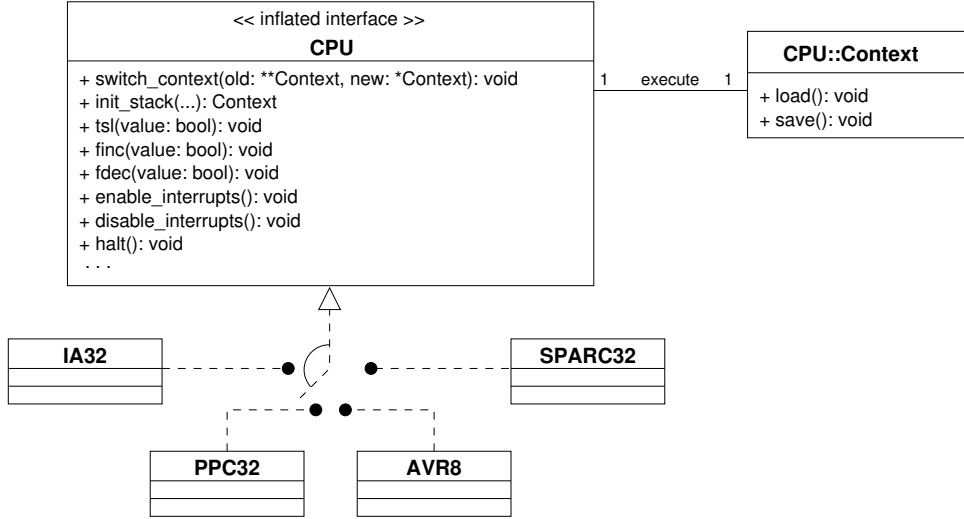 << inflated interface >>
CPU
+ switch_context(old: **Context, new: *Context): void
+ init_stack(...): Context
+ tsl(value: bool): void
+ finc(value: bool): void
+ fdec(value: bool): void
+ enable_interrupts(): void
+ disable_interrupts(): void
+ halt(): void
. . .
1 execute 1
CPU::Context
+ load(): void
+ save(): void
IA32
SPARC32
PPC32
AVR8